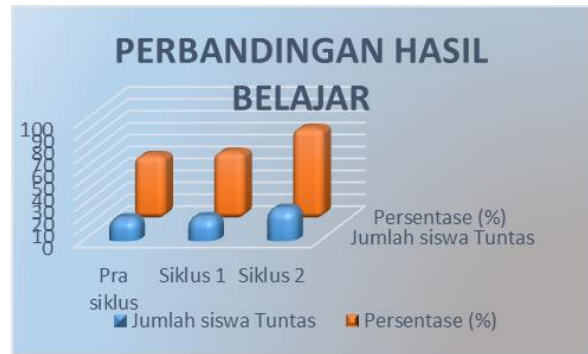 PERBANDINGAN HASIL
BELAJAR
100
90
80
70
60
50
40
30
20
10
0
Persentase (%)
Jumlah siswa Tuntas
Pra siklus
Siklus 1
Siklus 2
Jumlah siswa Tuntas
Persentase (%)